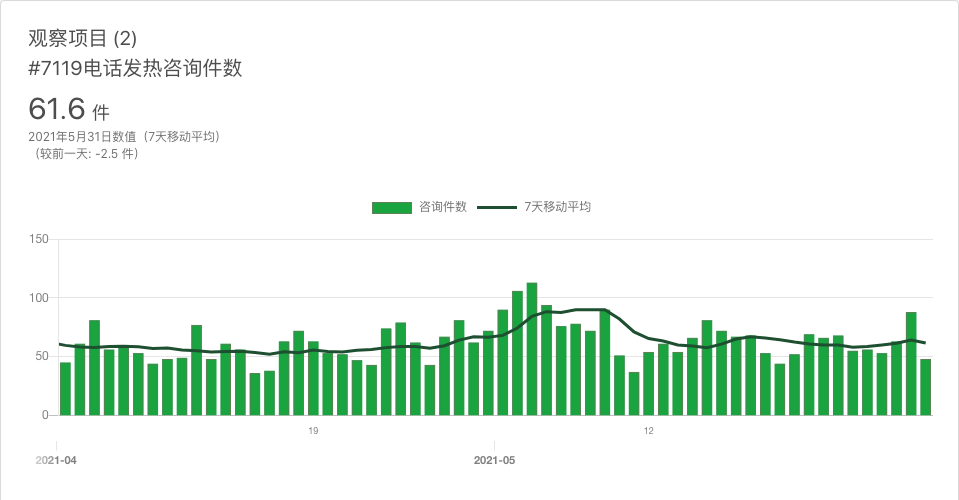 观察项目 (2)
#7119电话发热咨询件数
61.6 件
2021年5月31日数值（7天移动平均）
（较前一天: -2.5 件）
咨询件数 7天移动平均
150
100
50
0
19 12
2021-04 2021-05